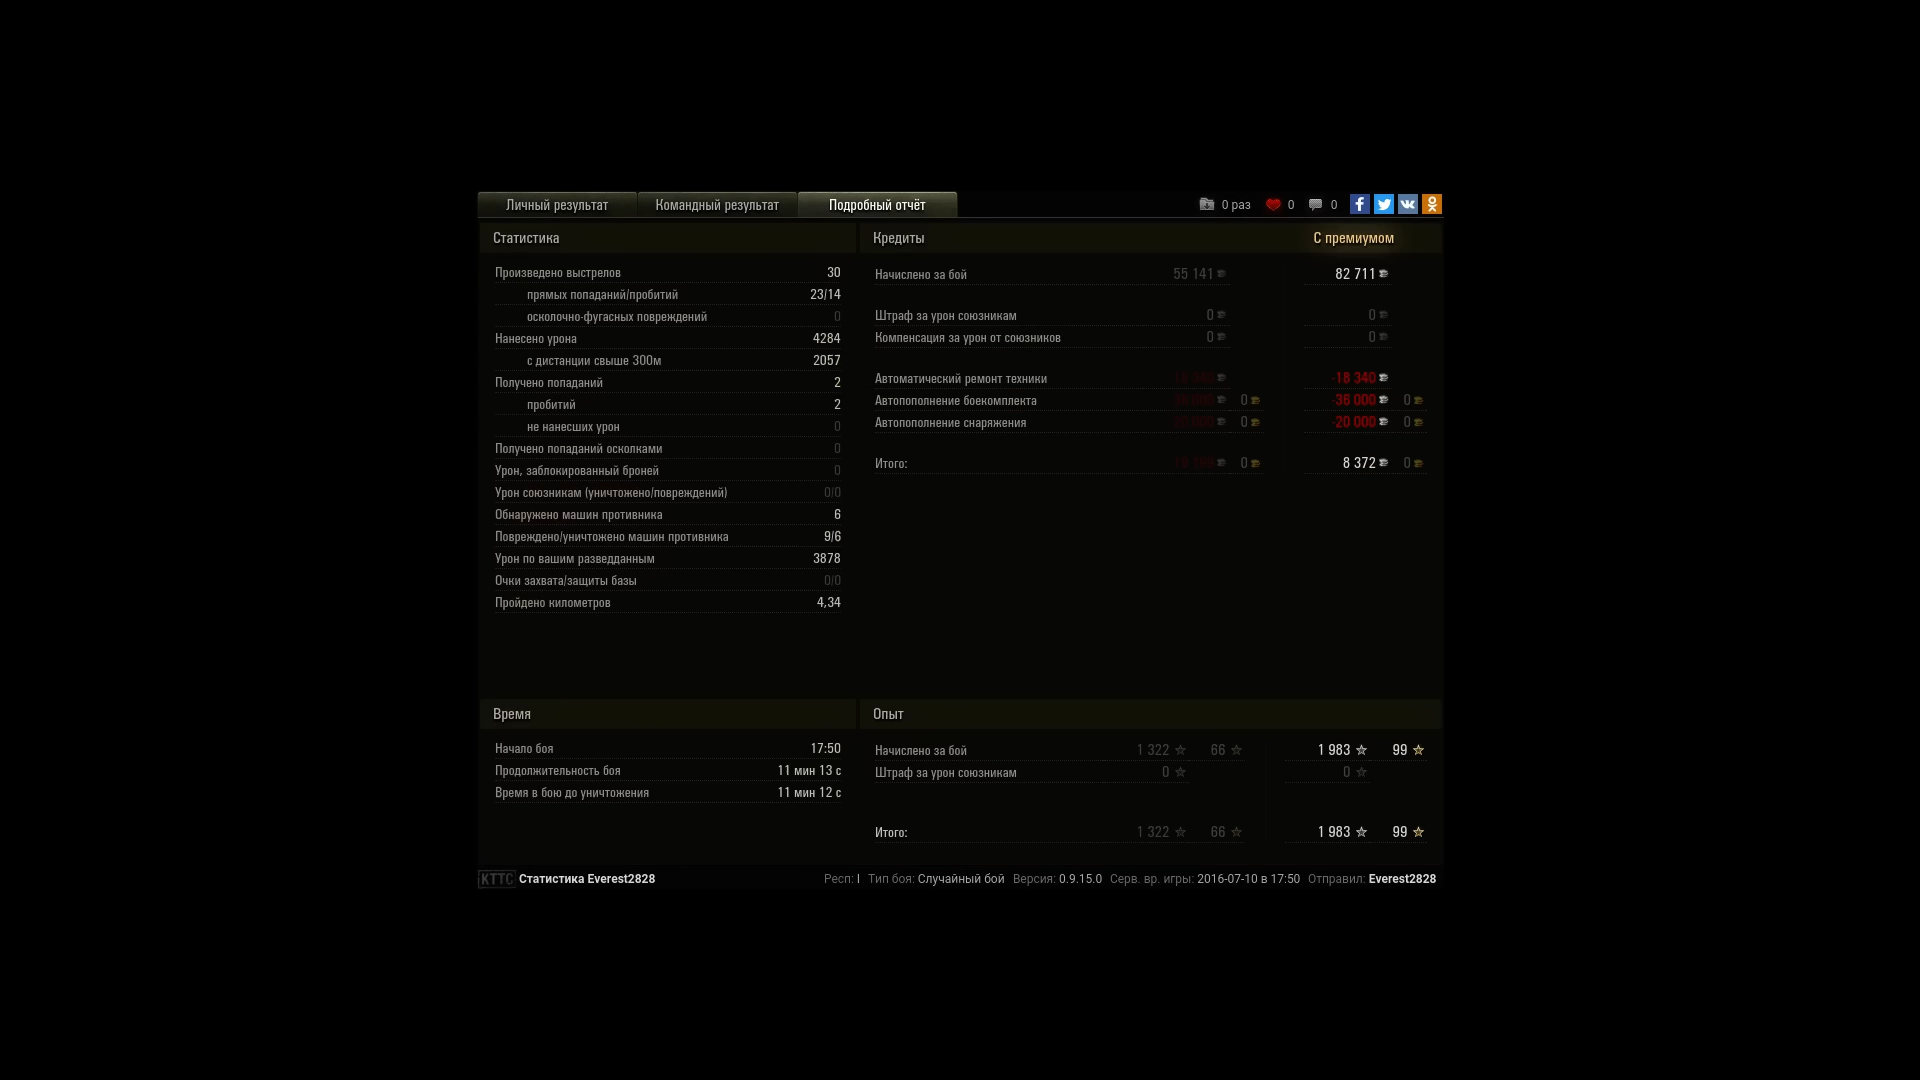 Личный результат Командный результат Подробный отчёт 0 раз 0 0
Статистика
Произведено выстрелов 30
прямых попаданий/пробитий 23/14
осколочно-фугасных повреждений 0
Нанесено урона 4284
с дистанции свыше 300м 2057
Получено попаданий 2
пробитий 2
не нанесших урон 0
Получено попаданий осколками 0
Урон, заблокированный броней 0
Урон союзникам (уничтожено/повреждений) 0/0
Обнаружено машин противника 6
Повреждено/уничтожено машин противника 9/6
Урон по вашим разведданным 3878
Очки захвата/защиты базы 0/0
Пройдено километров 4,34
Кредиты С премиумом
Начислено за бой 55 141 82 711
Штраф за урон союзникам 0 0
Компенсация за урон от союзников 0 0
Автоматический ремонт техники -18 340
Автопополнение боекомплекта 0 -36 000 0
Автопополнение снаряжения 0 -20 000 0
Итого: 0 8 372 0
Время
Начало боя 17:50
Продолжительность боя 11 мин 13 с
Время в бою до уничтожения 11 мин 12 с
Опыт
Начислено за бой 1 322 66 1 983 99
Штраф за урон союзникам 0 0
Итого: 1 322 66 1 983 99
КТТС Статистика Everest2828 Респ: I Тип боя: Случайный бой Версия: 0.9.15.0 Серв. вр. игры: 2016-07-10 в 17:50 Отправил: Everest2828